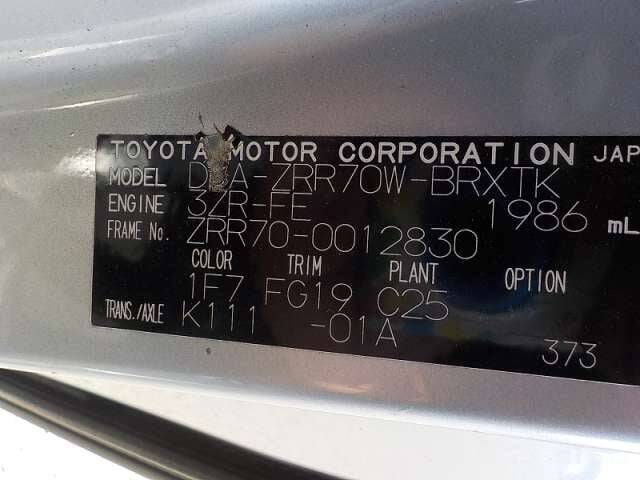 TOYOTA MOTOR CORPORATION JAP
MODEL D A-ZRR70W-BRXTK
ENGINE 3ZR-FE 1986 mL
FRAME No. ZRR70-0012830
COLOR TRIM PLANT OPTION
1F7 FG19 C25
TRANS./AXLE K111 -01A
373